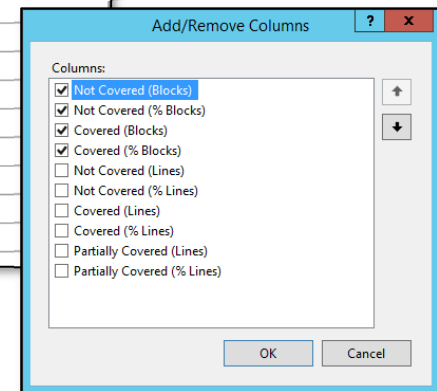 Add/Remove Columns
? x
Columns:
Not Covered (Blocks)
Not Covered (% Blocks)
Covered (Blocks)
Covered (% Blocks)
Not Covered (Lines)
Not Covered (% Lines)
Covered (Lines)
Covered (% Lines)
Partially Covered (Lines)
Partially Covered (% Lines)
OK Cancel